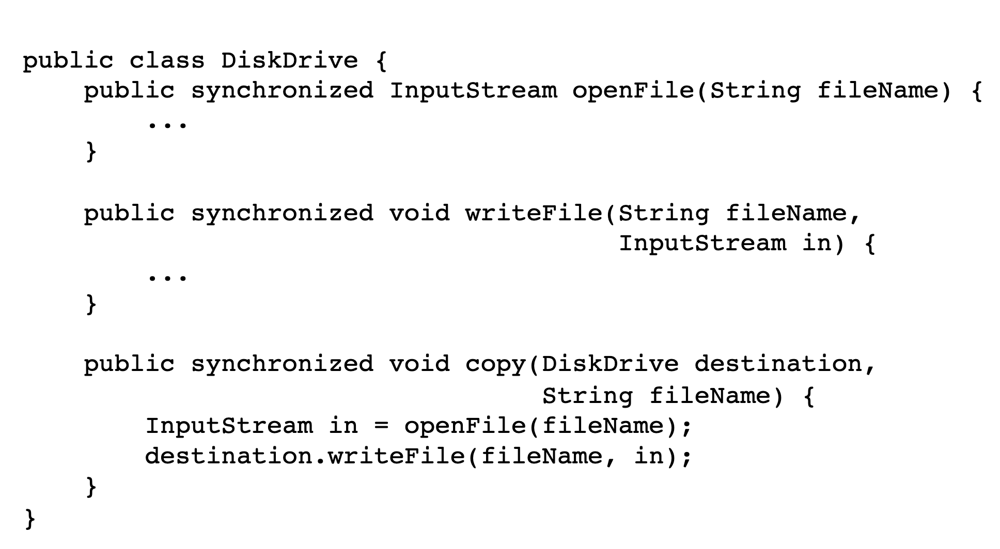 public class DiskDrive {
    public synchronized InputStream openFile(String fileName) {
        ...
    }

    public synchronized void writeFile(String fileName,
                                       InputStream in) {
        ...
    }

    public synchronized void copy(DiskDrive destination,
                                  String fileName) {
        InputStream in = openFile(fileName);
        destination.writeFile(fileName, in);
    }
}